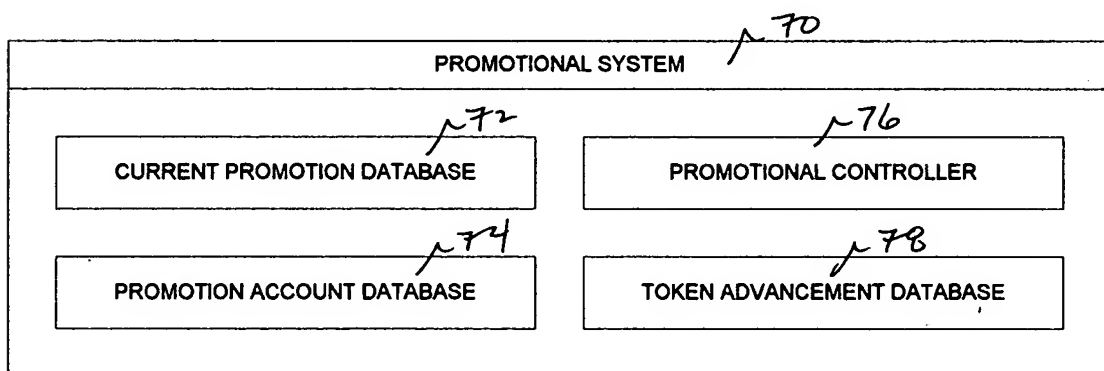 70
PROMOTIONAL SYSTEM
72
76
CURRENT PROMOTION DATABASE
PROMOTIONAL CONTROLLER
74
78
PROMOTION ACCOUNT DATABASE
TOKEN ADVANCEMENT DATABASE